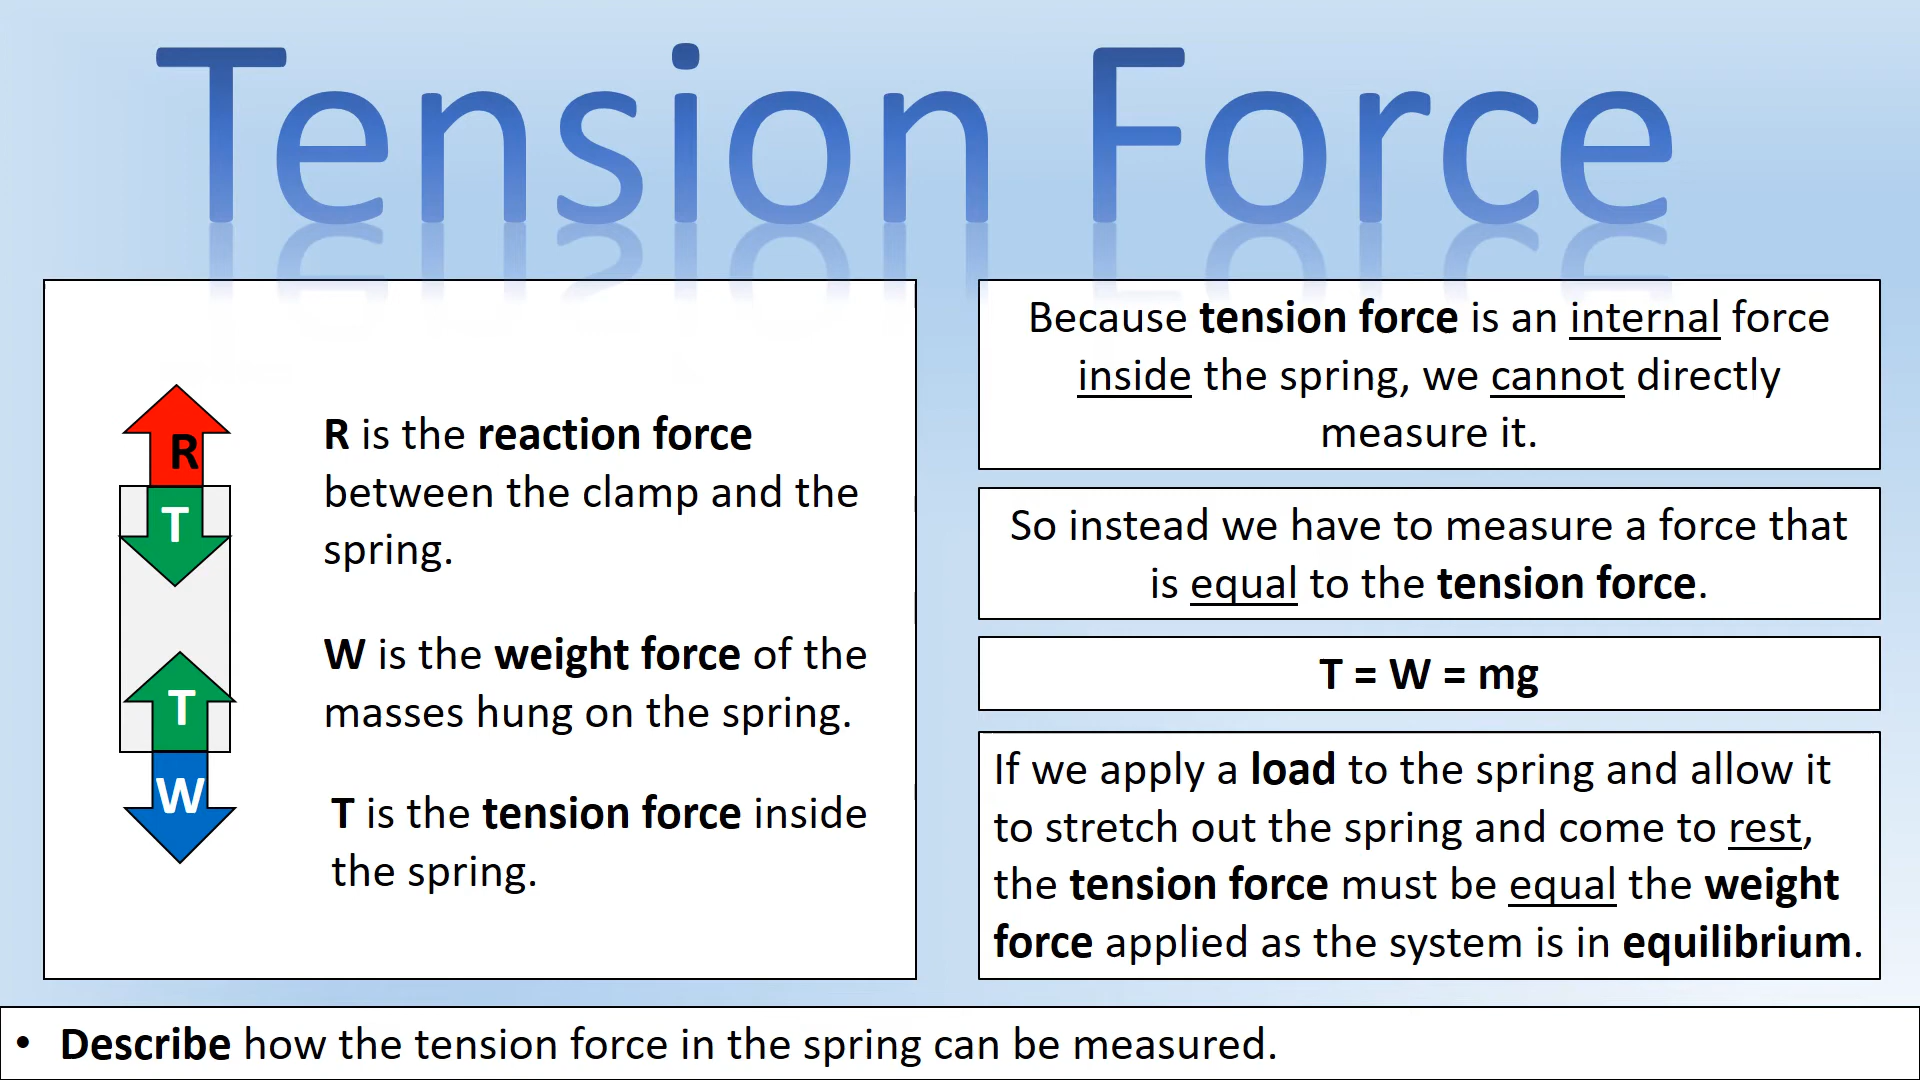 Tension Force
R
T
T
W
R is the reaction force
between the clamp and the
spring.
W is the weight force of the
masses hung on the spring.
T is the tension force inside
the spring.
Because tension force is an internal force
inside the spring, we cannot directly
measure it.
So instead we have to measure a force that
is equal to the tension force.
T = W = mg
If we apply a load to the spring and allow it
to stretch out the spring and come to rest,
the tension force must be equal the weight
force applied as the system is in equilibrium.
• Describe how the tension force in the spring can be measured.